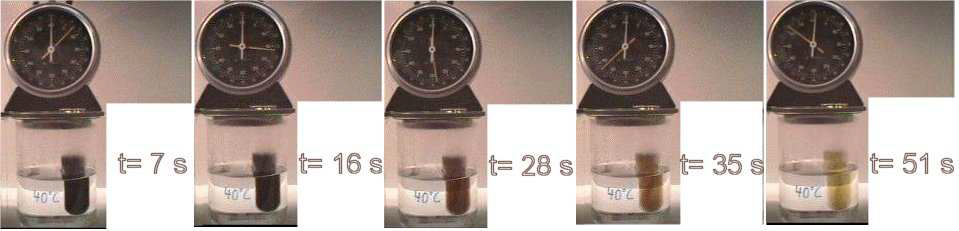 t= 7 s
t= 16 s
t= 28 s
t= 35 s
t= 51 s
40°C
40°C
40°C
40°C
40°C